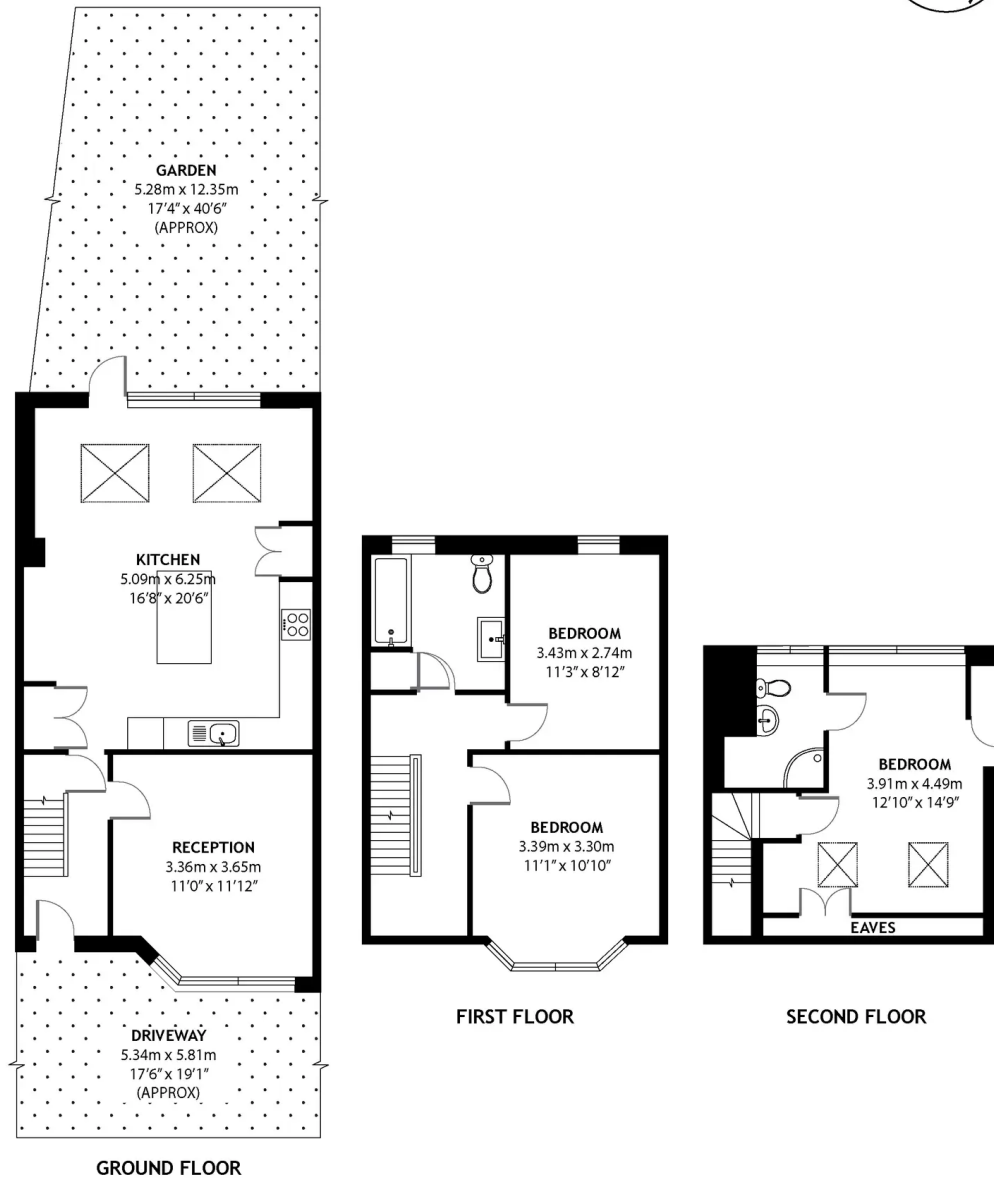 GARDEN
5.28m x 12.35m
17'4" x 40'6"
(APPROX)
KITCHEN
5.09m x 6.25m
16'8" x 20'6"
RECEPTION
3.36m x 3.65m
11'0" x 11'12"
DRIVEWAY
5.34m x 5.81m
17'6" x 19'1"
(APPROX)
GROUND FLOOR
BEDROOM
3.43m x 2.74m
11'3" x 8'12"
BEDROOM
3.39m x 3.30m
11'1" x 10'10"
FIRST FLOOR
BEDROOM
3.91m x 4.49m
12'10" x 14'9"
EAVES
SECOND FLOOR